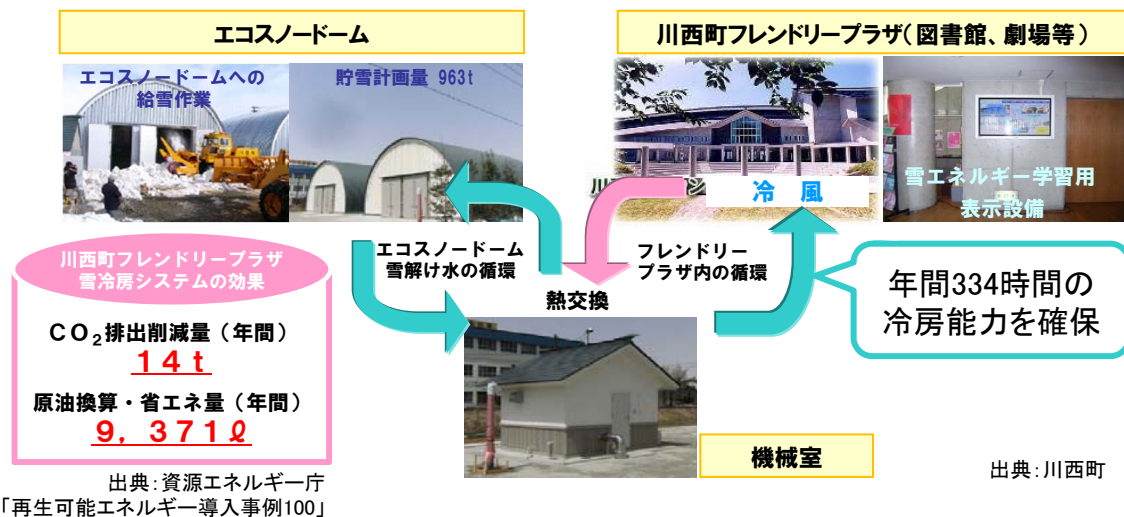 エコスノードーム
川西町フレンドリープラザ(図書館、劇場等)
エコスノードームへの
給雪作業
貯雪計画量 963t
雪エネルギー学習用
表示設備
冷 風
川西町フレンドリープラザ
雪冷房システムの効果
CO₂排出削減量(年間)
14t
原油換算・省エネ量(年間)
9, 371ℓ
エコスノードーム
雪解け水の循環
フレンドリー
プラザ内の循環
熱交換
年間334時間の
冷房能力を確保
機械室
出典:資源エネルギー庁
「再生可能エネルギー導入事例100」
出典:川西町